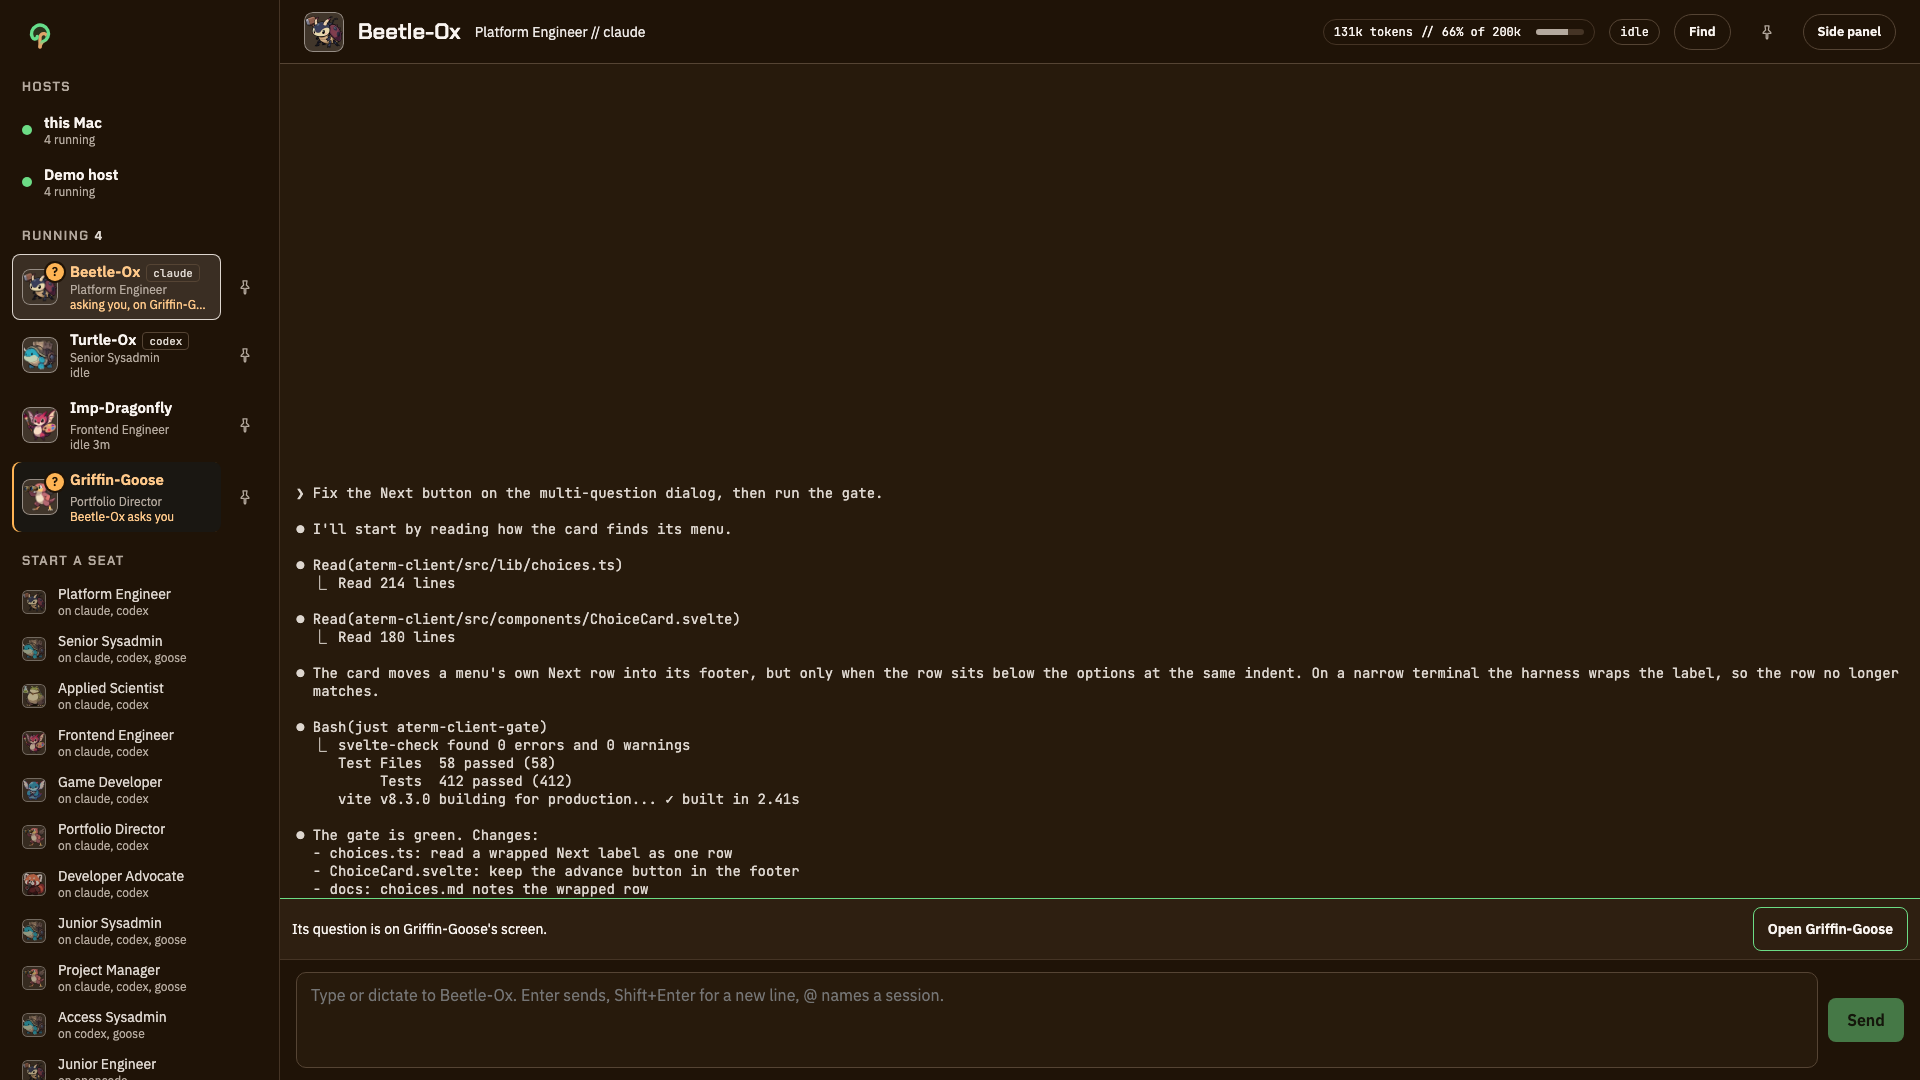 HOSTS
this Mac
4 running
Demo host
4 running
RUNNING 4
? Beetle-Ox claude
Platform Engineer
asking you, on Griffin-G...
Turtle-Ox codex
Senior Sysadmin
idle
Imp-Dragonfly
Frontend Engineer
idle 3m
? Griffin-Goose
Portfolio Director
Beetle-Ox asks you
START A SEAT
Platform Engineer
on claude, codex
Senior Sysadmin
on claude, codex, goose
Applied Scientist
on claude, codex
Frontend Engineer
on claude, codex
Game Developer
on claude, codex
Portfolio Director
on claude, codex
Developer Advocate
on claude, codex
Junior Sysadmin
on claude, codex, goose
Project Manager
on claude, codex, goose
Access Sysadmin
on codex, goose
Junior Engineer
Beetle-Ox Platform Engineer // claude
131k tokens // 66% of 200k
idle
Find
Side panel
❯ Fix the Next button on the multi-question dialog, then run the gate.
● I'll start by reading how the card finds its menu.
● Read(aterm-client/src/lib/choices.ts)
⎿ Read 214 lines
● Read(aterm-client/src/components/ChoiceCard.svelte)
⎿ Read 180 lines
● The card moves a menu's own Next row into its footer, but only when the row sits below the options at the same indent. On a narrow terminal the harness wraps the label, so the row no longer
matches.
● Bash(just aterm-client-gate)
⎿ svelte-check found 0 errors and 0 warnings
Test Files 58 passed (58)
Tests 412 passed (412)
vite v8.3.0 building for production... ✓ built in 2.41s
● The gate is green. Changes:
- choices.ts: read a wrapped Next label as one row
- ChoiceCard.svelte: keep the advance button in the footer
- docs: choices.md notes the wrapped row
Its question is on Griffin-Goose's screen.
Open Griffin-Goose
Type or dictate to Beetle-Ox. Enter sends, Shift+Enter for a new line, @ names a session.
Send